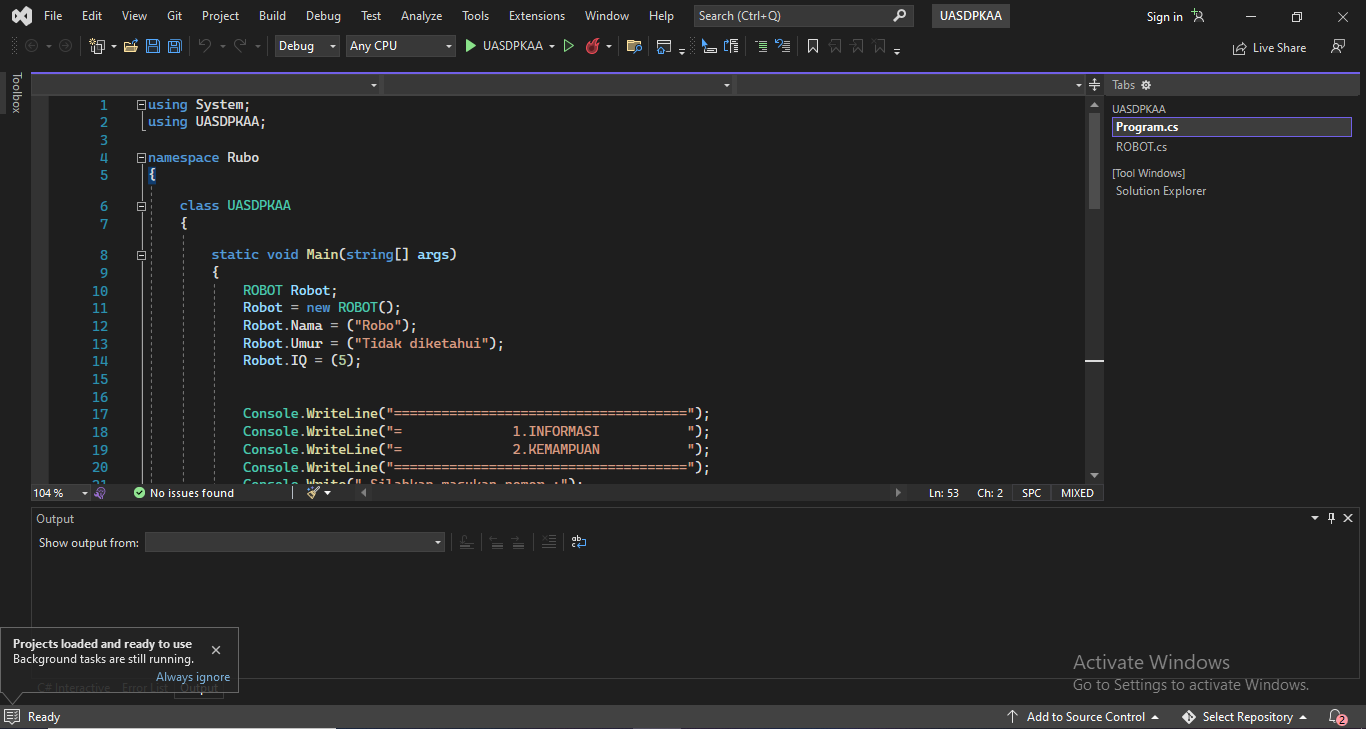 File Edit View Git Project Build Debug Test Analyze Tools Extensions Window Help Search (Ctrl+Q) UASDPKAA Sign in
Debug Any CPU UASDPKAA Live Share
Toolbox
Tabs
UASDPKAA
Program.cs
ROBOT.cs
[Tool Windows]
Solution Explorer
1 using System;
2 using UASDPKAA;
3
4 namespace Rubo
5 {
6 class UASDPKAA
7 {
8 static void Main(string[] args)
9 {
10 ROBOT Robot;
11 Robot = new ROBOT();
12 Robot.Nama = ("Robo");
13 Robot.Umur = ("Tidak diketahui");
14 Robot.IQ = (5);
15
16
17 Console.WriteLine("=====================================");
18 Console.WriteLine("=              1.INFORMASI           ");
19 Console.WriteLine("=              2.KEMAMPUAN           ");
20 Console.WriteLine("=====================================");
21 Console.Write(" Silahkan masukan nomor :");
104 % No issues found Ln: 53 Ch: 2 SPC MIXED
Output
Show output from:
Projects loaded and ready to use
Background tasks are still running.
Always ignore
C# Interactive Error List Output
Activate Windows
Go to Settings to activate Windows.
Ready Add to Source Control Select Repository 2